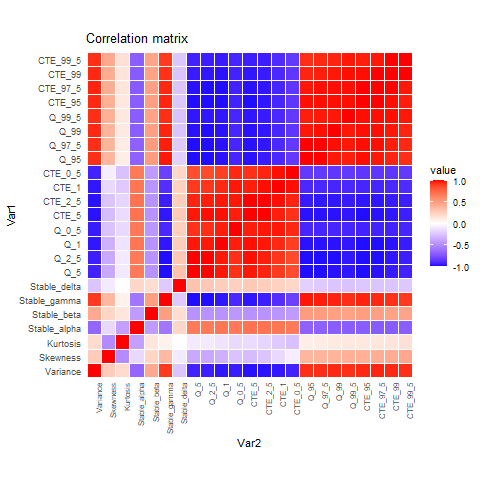 Correlation matrix
CTE_99_5
CTE_99
CTE_97_5
CTE_95
Q_99_5
Q_99
Q_97_5
Q_95
CTE_0_5
CTE_1
CTE_2_5
CTE_5
Q_0_5
Q_1
Q_2_5
Q_5
Stable_delta
Stable_gamma
Stable_beta
Stable_alpha
Kurtosis
Skewness
Variance
Var1
value
1.0
0.5
0.0
-0.5
-1.0
Variance
Skewness
Kurtosis
Stable_alpha
Stable_beta
Stable_gamma
Stable_delta
Q_5
Q_2_5
Q_1
Q_0_5
CTE_5
CTE_2_5
CTE_1
CTE_0_5
Q_95
Q_97_5
Q_99
Q_99_5
CTE_95
CTE_97_5
CTE_99
CTE_99_5
Var2